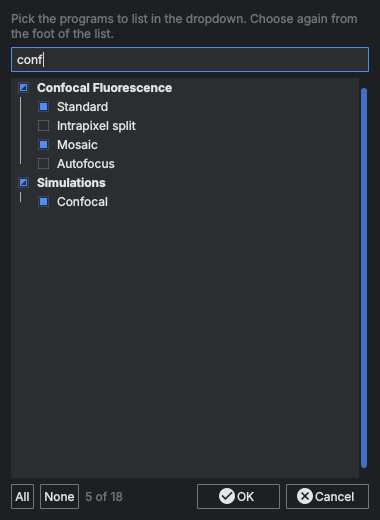 Pick the programs to list in the dropdown. Choose again from
the foot of the list.
conf
Confocal Fluorescence
Standard
Intrapixel split
Mosaic
Autofocus
Simulations
Confocal
All
None
5 of 18
OK
Cancel